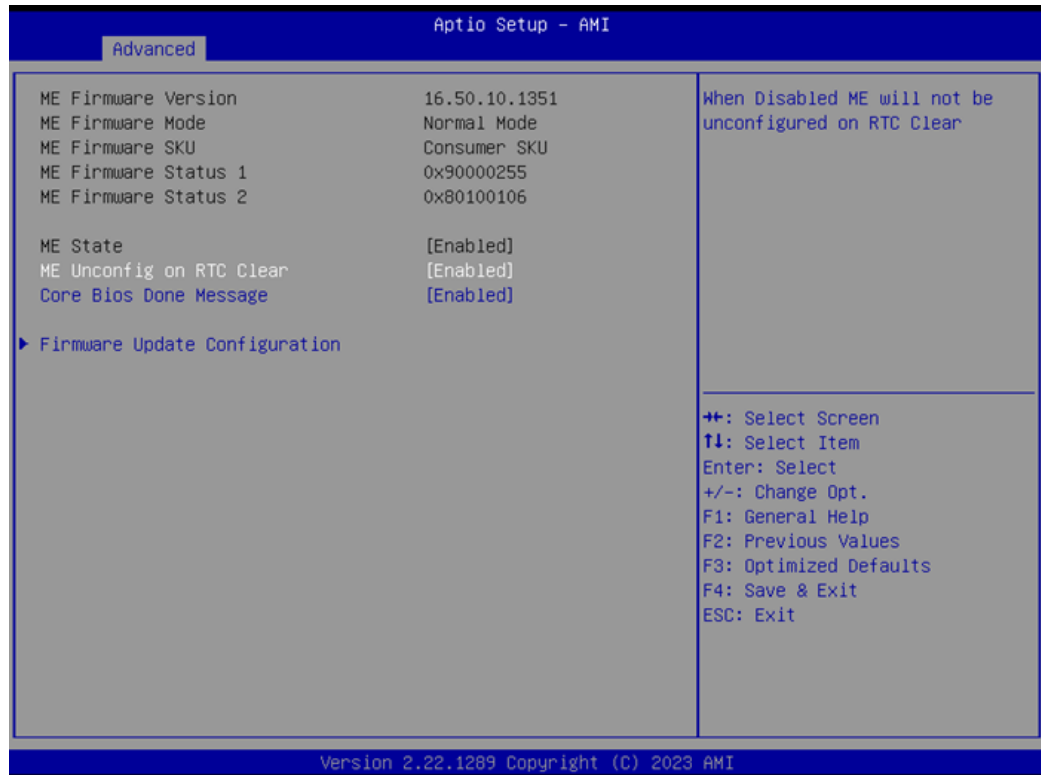 Aptio Setup - AMI
Advanced
ME Firmware Version 16.50.10.1351
ME Firmware Mode Normal Mode
ME Firmware SKU Consumer SKU
ME Firmware Status 1 0x90000255
ME Firmware Status 2 0x80100106
ME State [Enabled]
ME Unconfig on RTC Clear [Enabled]
Core Bios Done Message [Enabled]
Firmware Update Configuration
When Disabled ME will not be
unconfigured on RTC Clear
→←: Select Screen
↑↓: Select Item
Enter: Select
+/-: Change Opt.
F1: General Help
F2: Previous Values
F3: Optimized Defaults
F4: Save & Exit
ESC: Exit
Version 2.22.1289 Copyright (C) 2023 AMI